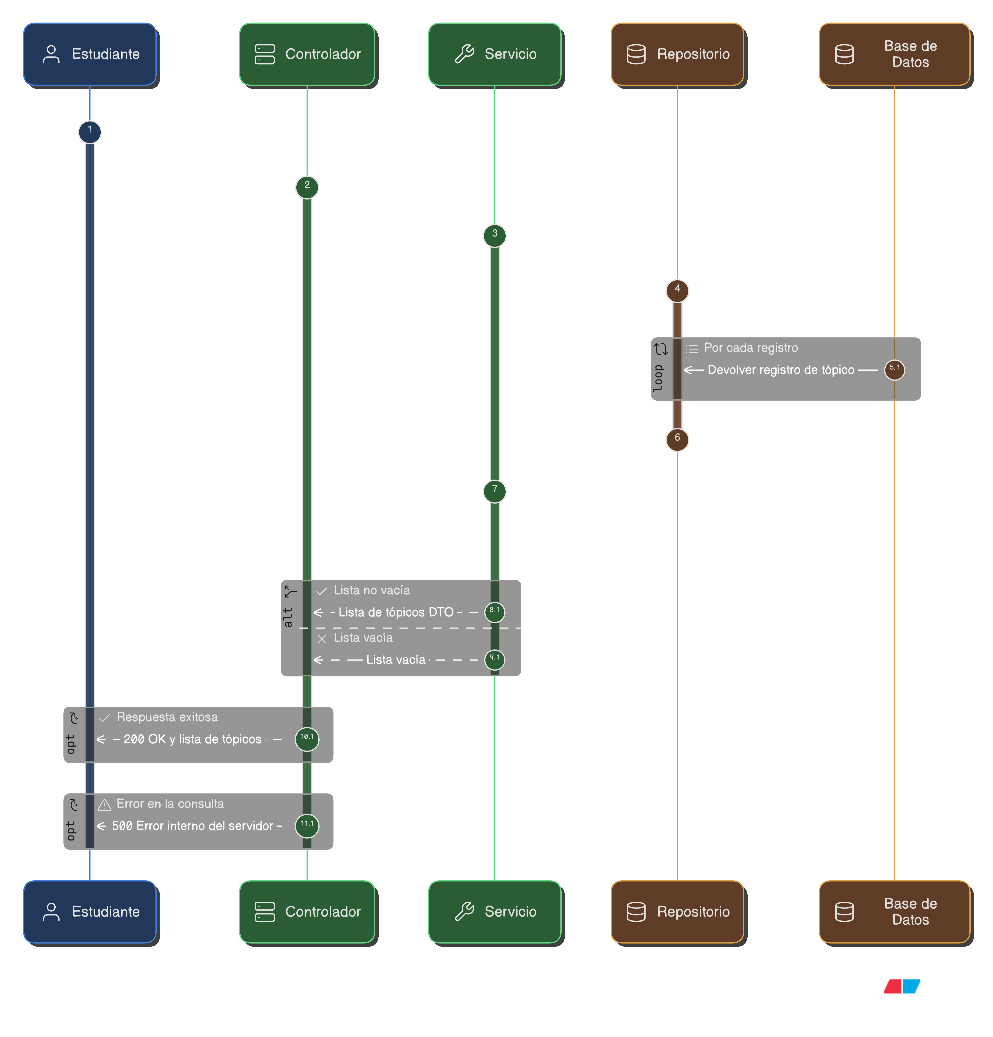 Estudiante
Controlador
Servicio
Repositorio
Base de
Datos
1
2
3
4
loop
Por cada registro
Devolver registro de tópico
5.1
6
7
alt
Lista no vacía
Lista de tópicos DTO
8.1
Lista vacía
Lista vacía
9.1
opt
Respuesta exitosa
200 OK y lista de tópicos
10.1
opt
Error en la consulta
500 Error interno del servidor
11.1
Estudiante
Controlador
Servicio
Repositorio
Base de
Datos